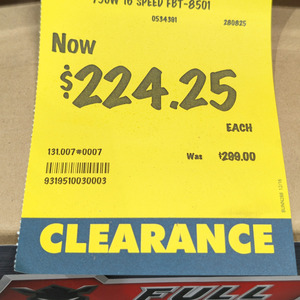 750W 16 SPEED FBT-8501
0534381 280825
Now
$224.25
EACH
131.007#0007
Was $299.00
9319510030003
CLEARANCE
FULL